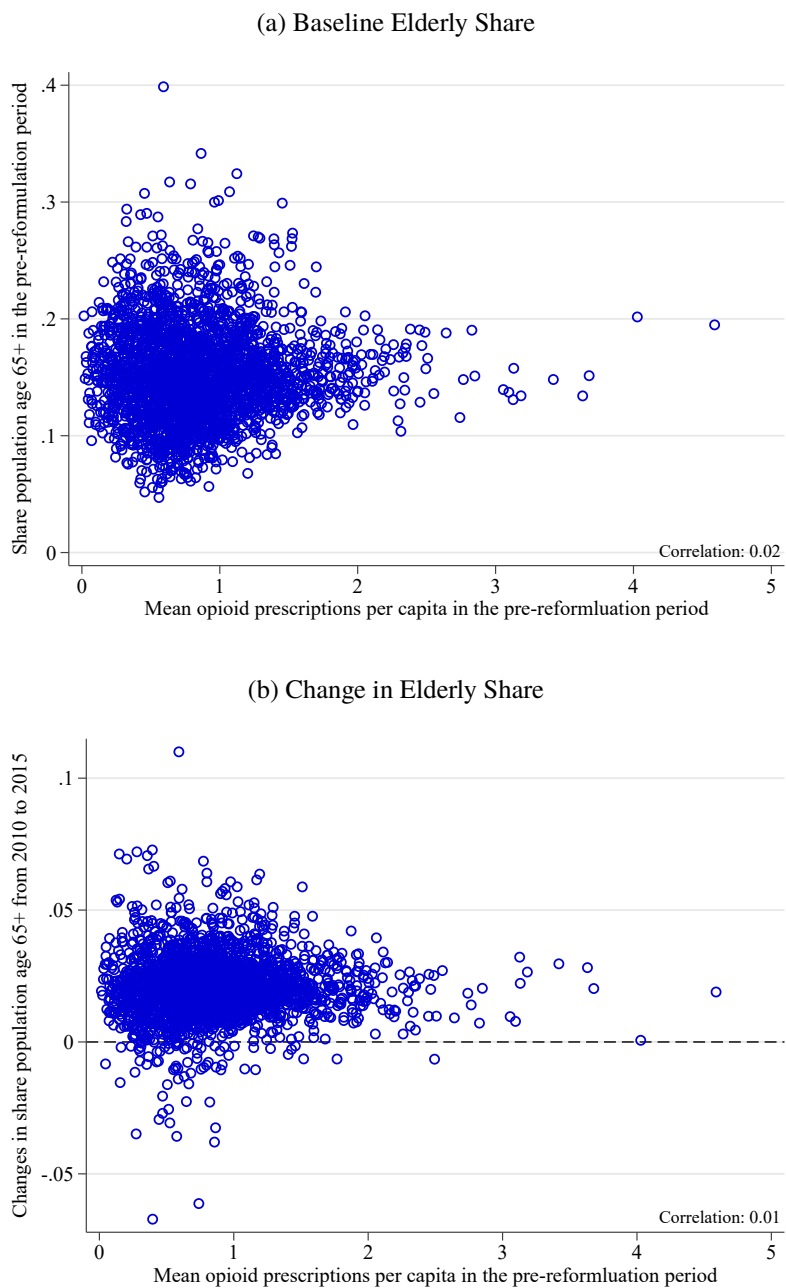 (a) Baseline Elderly Share
Share population age 65+ in the pre-reformulation period
.4
.3
.2
.1
0
Correlation: 0.02
0 1 2 3 4 5
Mean opioid prescriptions per capita in the pre-reformluation period
(b) Change in Elderly Share
Changes in share population age 65+ from 2010 to 2015
.1
.05
0
-.05
Correlation: 0.01
0 1 2 3 4 5
Mean opioid prescriptions per capita in the pre-reformluation period